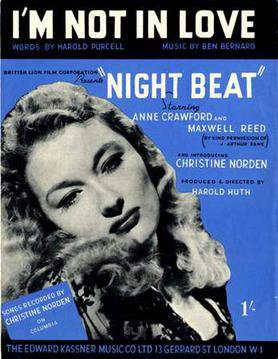 I'M NOT IN LOVE
WORDS BY HAROLD PURCELL MUSIC BY BEN BERNARD
BRITISH LION FILM CORPORATION
Presents
"NIGHT BEAT"
Starring
ANNE CRAWFORD
AND
MAXWELL REED
(BY KIND PERMISSION OF
J. ARTHUR RANK)
AND INTRODUCING
CHRISTINE NORDEN
PRODUCED & DIRECTED
BY
HAROLD HUTH
SONGS RECORDED BY
CHRISTINE NORDEN
ON
COLUMBIA
1/-
THE EDWARD KASSNER MUSIC CO LTD 13 GERRARD ST LONDON W.1